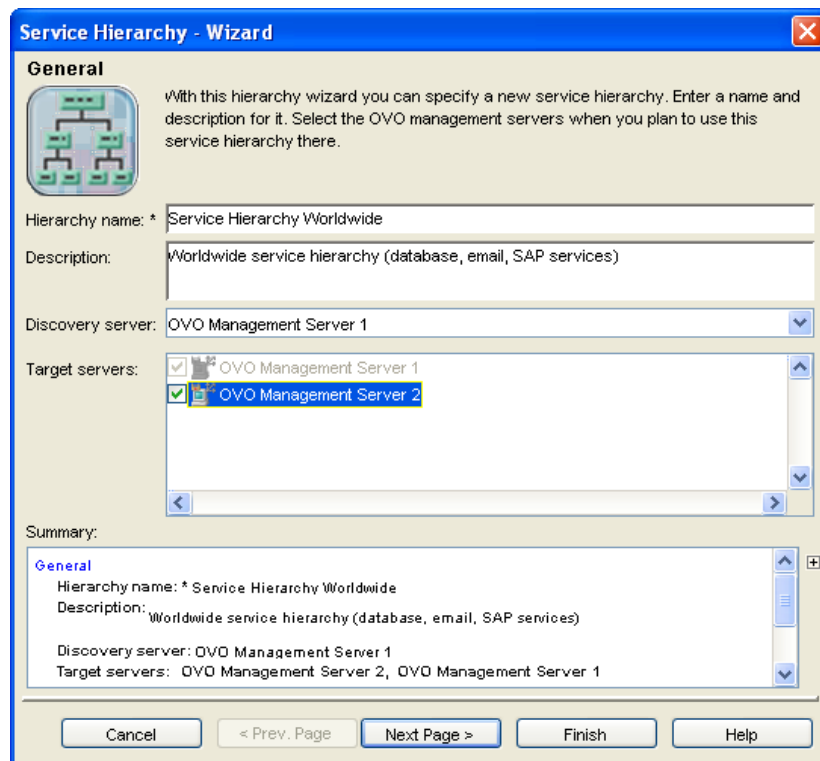 Service Hierarchy - Wizard
General
With this hierarchy wizard you can specify a new service hierarchy. Enter a name and
description for it. Select the OVO management servers when you plan to use this
service hierarchy there.
Hierarchy name: * Service Hierarchy Worldwide
Description: Worldwide service hierarchy (database, email, SAP services)
Discovery server: OVO Management Server 1
Target servers: OVO Management Server 1
OVO Management Server 2
Summary:
General
Hierarchy name: * Service Hierarchy Worldwide
Description: Worldwide service hierarchy (database, email, SAP services)
Discovery server: OVO Management Server 1
Target servers: OVO Management Server 2, OVO Management Server 1
Cancel < Prev. Page Next Page > Finish Help